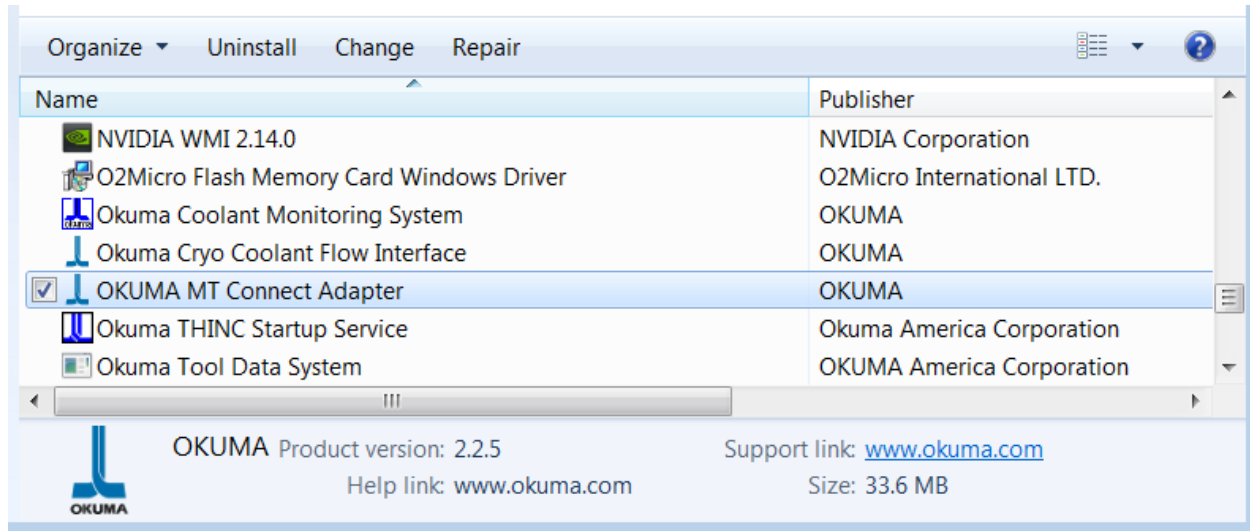 Organize Uninstall Change Repair
Name Publisher
NVIDIA WMI 2.14.0 NVIDIA Corporation
O2Micro Flash Memory Card Windows Driver O2Micro International LTD.
Okuma Coolant Monitoring System OKUMA
Okuma Cryo Coolant Flow Interface OKUMA
OKUMA MT Connect Adapter OKUMA
Okuma THINC Startup Service Okuma America Corporation
Okuma Tool Data System OKUMA America Corporation
OKUMA Product version: 2.2.5 Support link: www.okuma.com
Help link: www.okuma.com Size: 33.6 MB
OKUMA